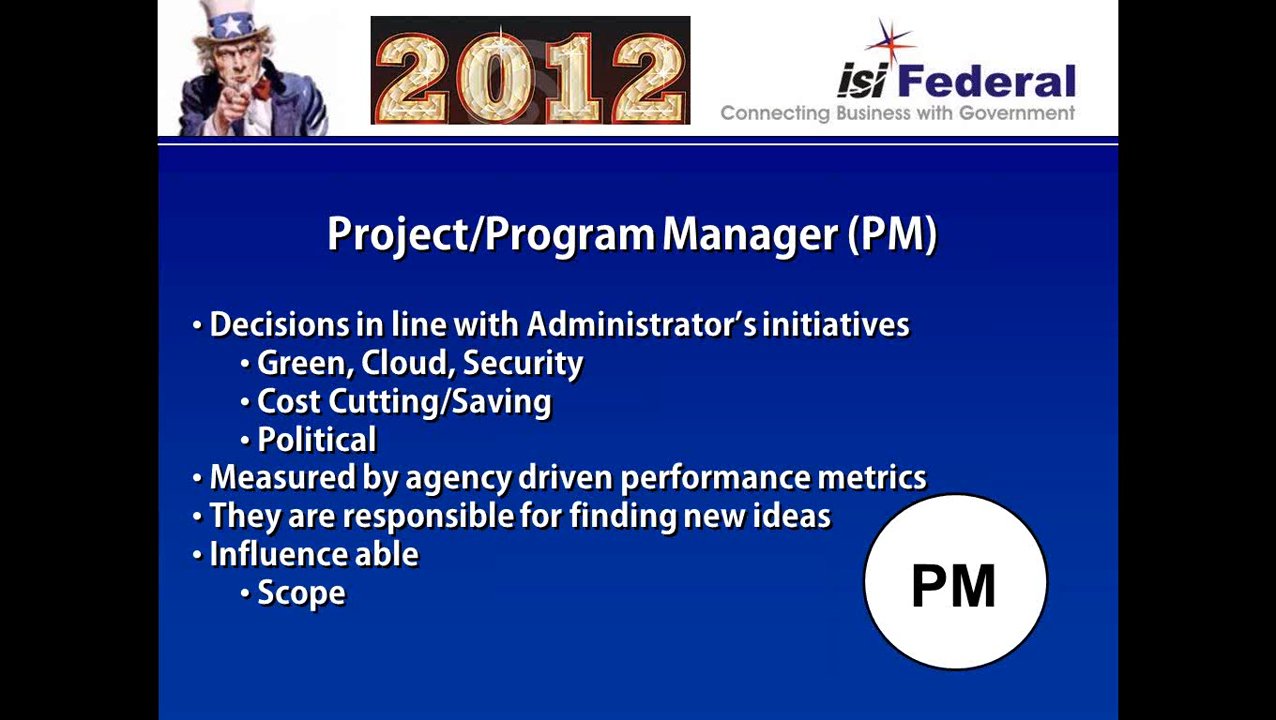 2012
isi Federal
Connecting Business with Government
Project/Program Manager (PM)
• Decisions in line with Administrator's initiatives
• Green, Cloud, Security
• Cost Cutting/Saving
• Political
• Measured by agency driven performance metrics
• They are responsible for finding new ideas
• Influence able
• Scope
PM